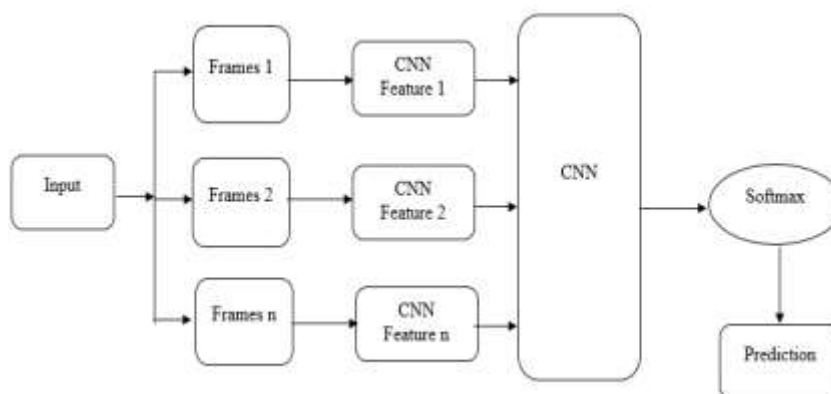 Input
Frames 1
CNN
Feature 1
Frames 2
CNN
Feature 2
Frames n
CNN
Feature n
CNN
Softmax
Prediction